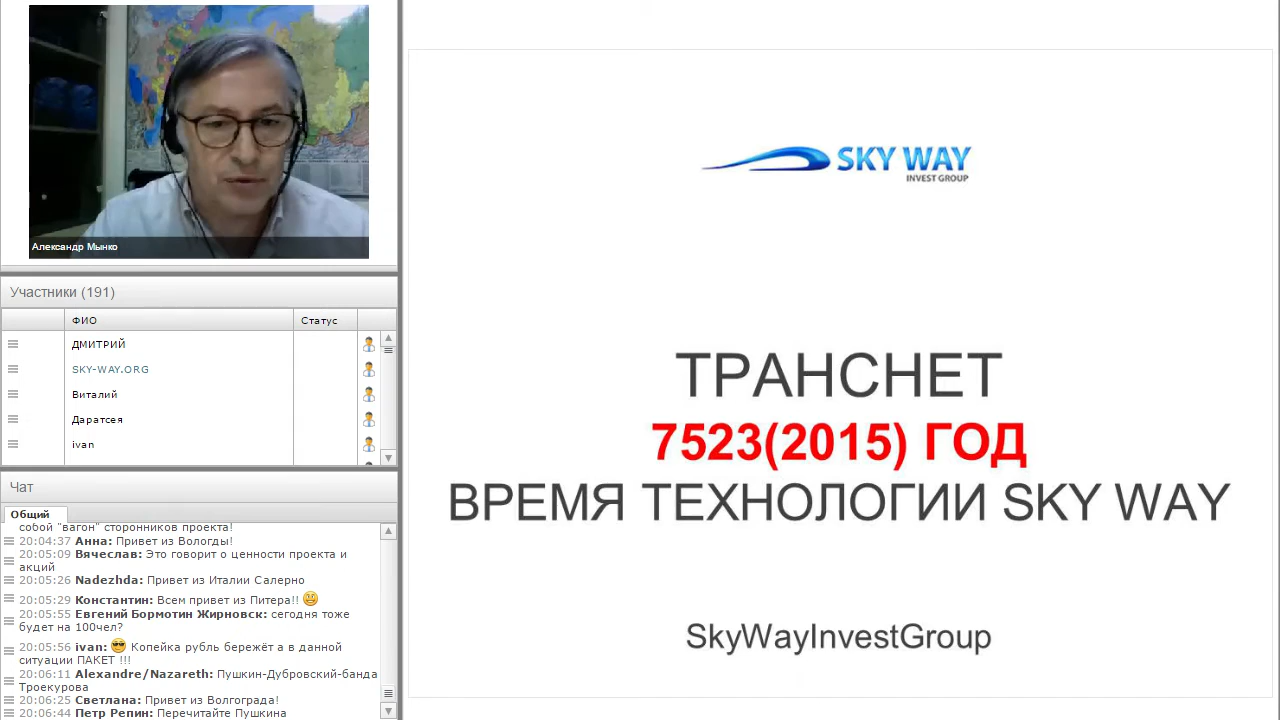 Александр Мынко
Участники (191)
ФИО
Статус
ДМИТРИЙ
SKY-WAY.ORG
Виталий
Даратсея
ivan
Чат
Общий
собой "вагон" сторонников проекта!
20:04:37 Анна: Привет из Вологды!
20:05:09 Вячеслав: Это говорит о ценности проекта и
акций
20:05:26 Nadezhda: Привет из Италии Салерно
20:05:29 Константин: Всем привет из Питера!!
20:05:55 Евгений Бормотин Жирновск: сегодня тоже
будет на 100чел?
20:05:56 ivan: Копейка рубль бережёт а в данной
ситуации ПАКЕТ !!!
20:06:11 Alexandre/Nazareth: Пушкин-Дубровский-банда
Троекурова
20:06:25 Светлана: Привет из Волгограда!
20:06:44 Петр Репин: Перечитайте Пушкина
SKY WAY
INVEST GROUP
ТРАНСНЕТ
7523(2015) ГОД
ВРЕМЯ ТЕХНОЛОГИИ SKY WAY
SkyWayInvestGroup